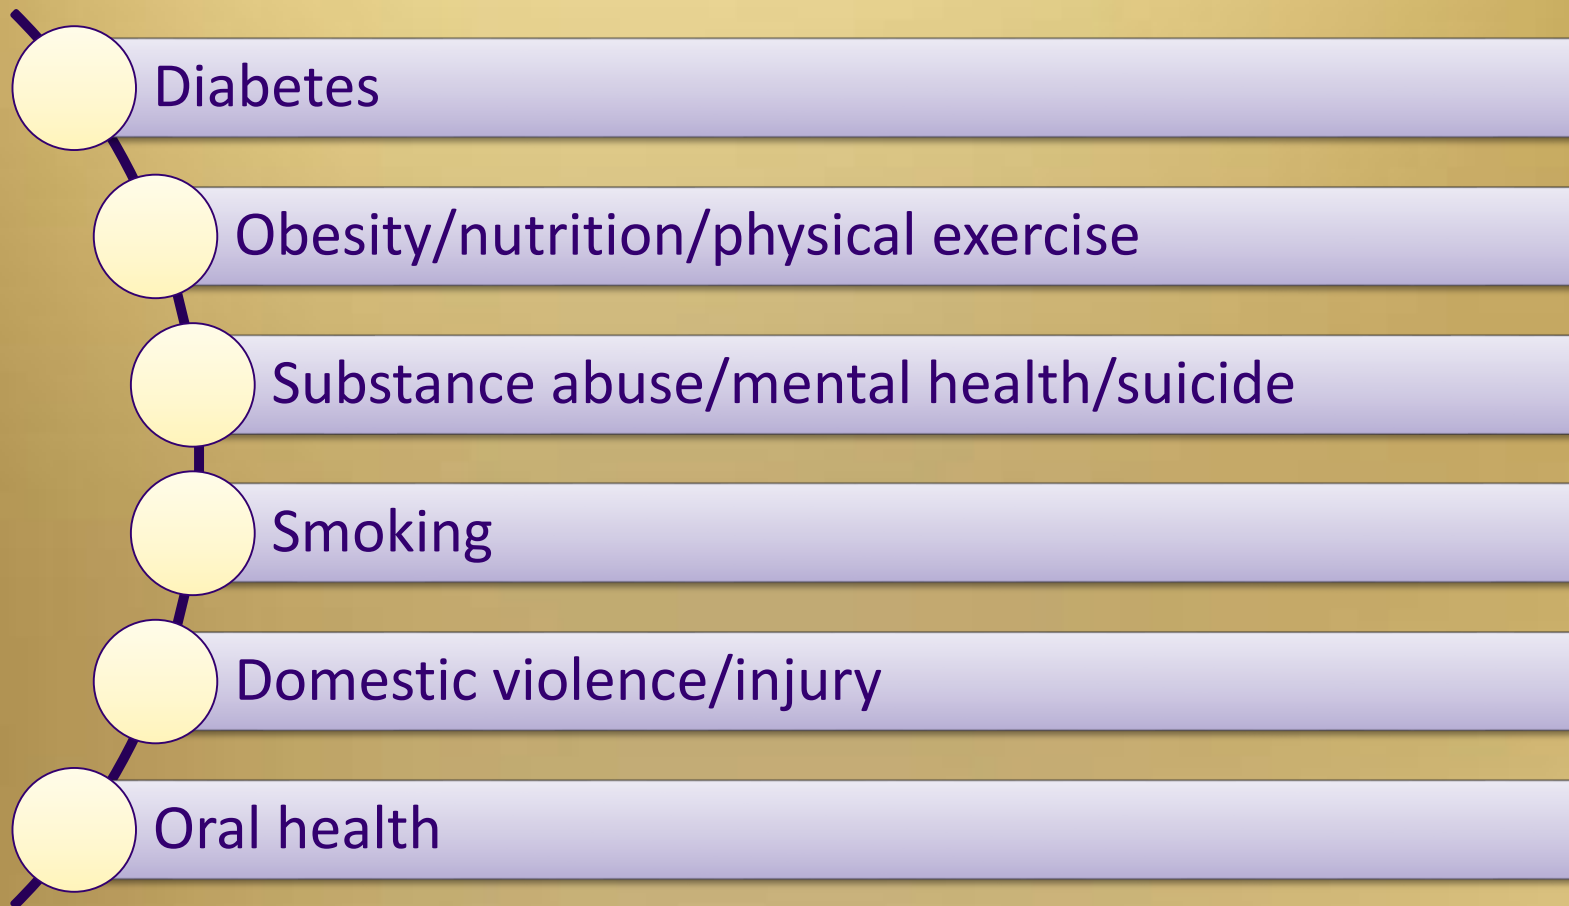 Diabetes
Obesity/nutrition/physical exercise
Substance abuse/mental health/suicide
Smoking
Domestic violence/injury
Oral health